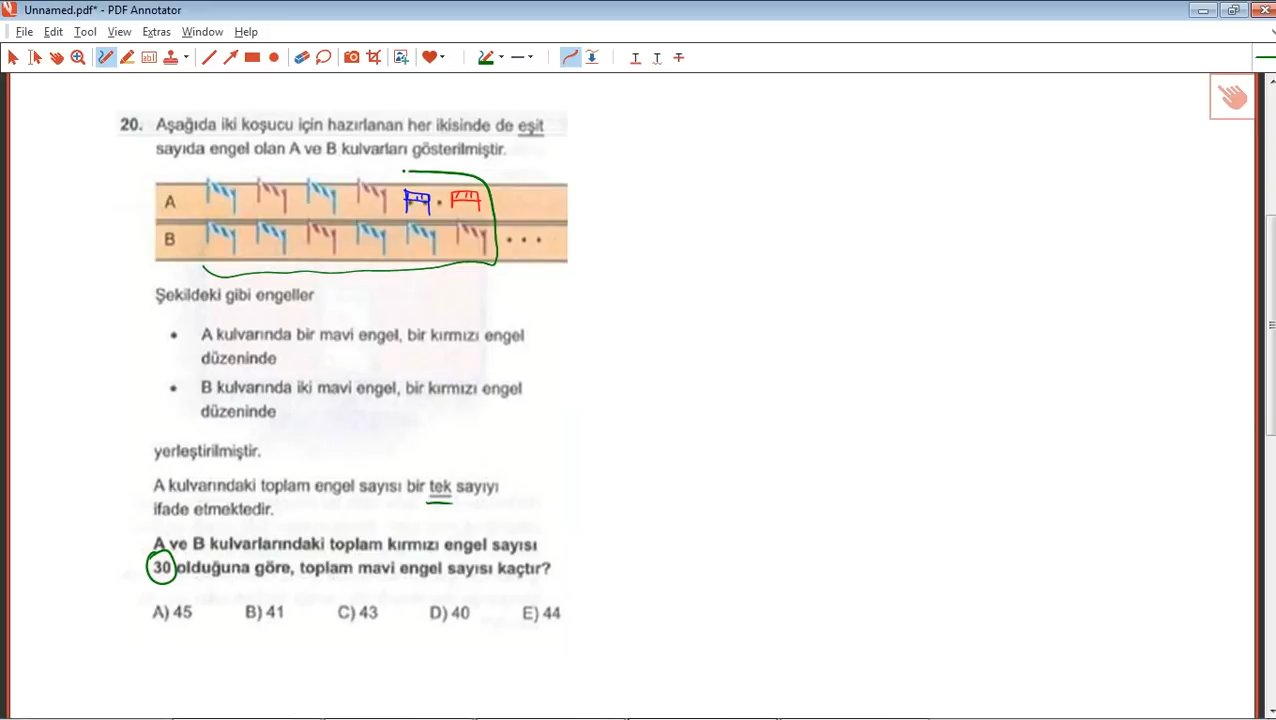 Unnamed.pdf* - PDF Annotator
File Edit Tool View Extras Window Help
20. Aşağıda iki koşucu için hazırlanan her ikisinde de eşit
sayıda engel olan A ve B kulvarları gösterilmiştir.
A
B
Şekildeki gibi engeller
• A kulvarında bir mavi engel, bir kırmızı engel
düzeninde
• B kulvarında iki mavi engel, bir kırmızı engel
düzeninde
yerleştirilmiştir.
A kulvarındaki toplam engel sayısı bir tek sayıyı
ifade etmektedir.
A ve B kulvarlarındaki toplam kırmızı engel sayısı
30 olduğuna göre, toplam mavi engel sayısı kaçtır?
A) 45 B) 41 C) 43 D) 40 E) 44